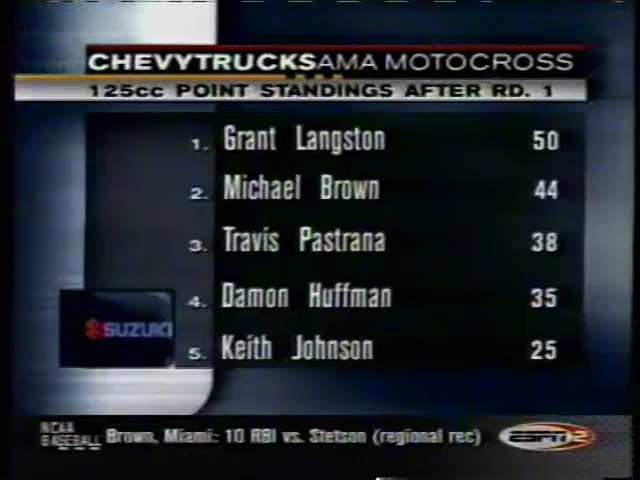 CHEVYTRUCKS AMA MOTOCROSS
125cc POINT STANDINGS AFTER RD. 1
1. Grant Langston 50
2. Michael Brown 44
3. Travis Pastrana 38
4. Damon Huffman 35
5. Keith Johnson 25
SUZUKI
NCAA BASEBALL Brown, Miami: 10 RBI vs. Stetson (regional rec) ESPN2